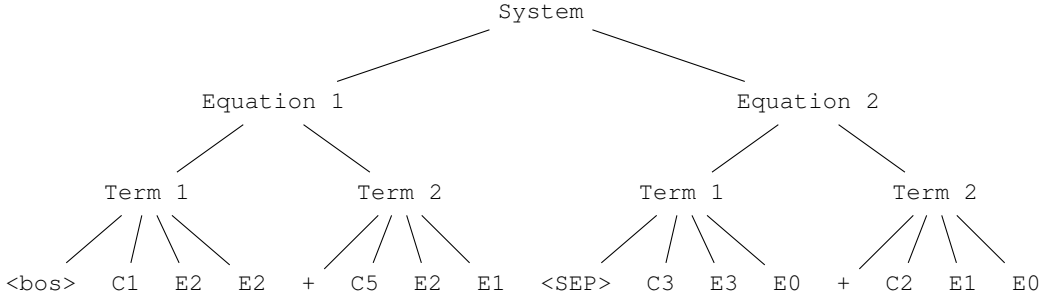 System
Equation 1 Equation 2
Term 1 Term 2 Term 1 Term 2
<bos> C1 E2 E2 + C5 E2 E1 <SEP> C3 E3 E0 + C2 E1 E0